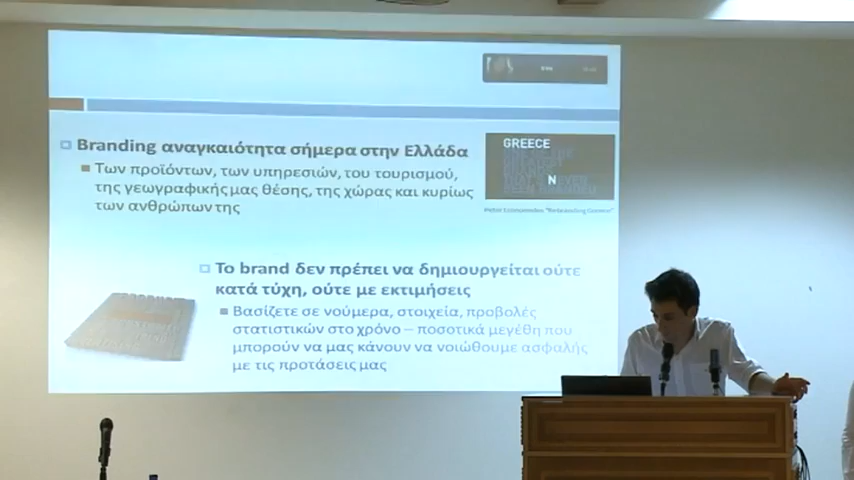 Branding αναγκαιότητα σήμερα στην Ελλάδα
Των προϊόντων, των υπηρεσιών, του τουρισμού,
της γεωγραφικής μας θέσης, της χώρας και κυρίως
των ανθρώπων της
GREECE
N
Το brand δεν πρέπει να δημιουργείται ούτε
κατά τύχη, ούτε με εκτιμήσεις
Βασίζετε σε νούμερα, στοιχεία, προβολές
στατιστικών στο χρόνο – ποσοτικά μεγέθη που
μπορούν να μας κάνουν να νοιώθουμε ασφαλής
με τις προτάσεις μας